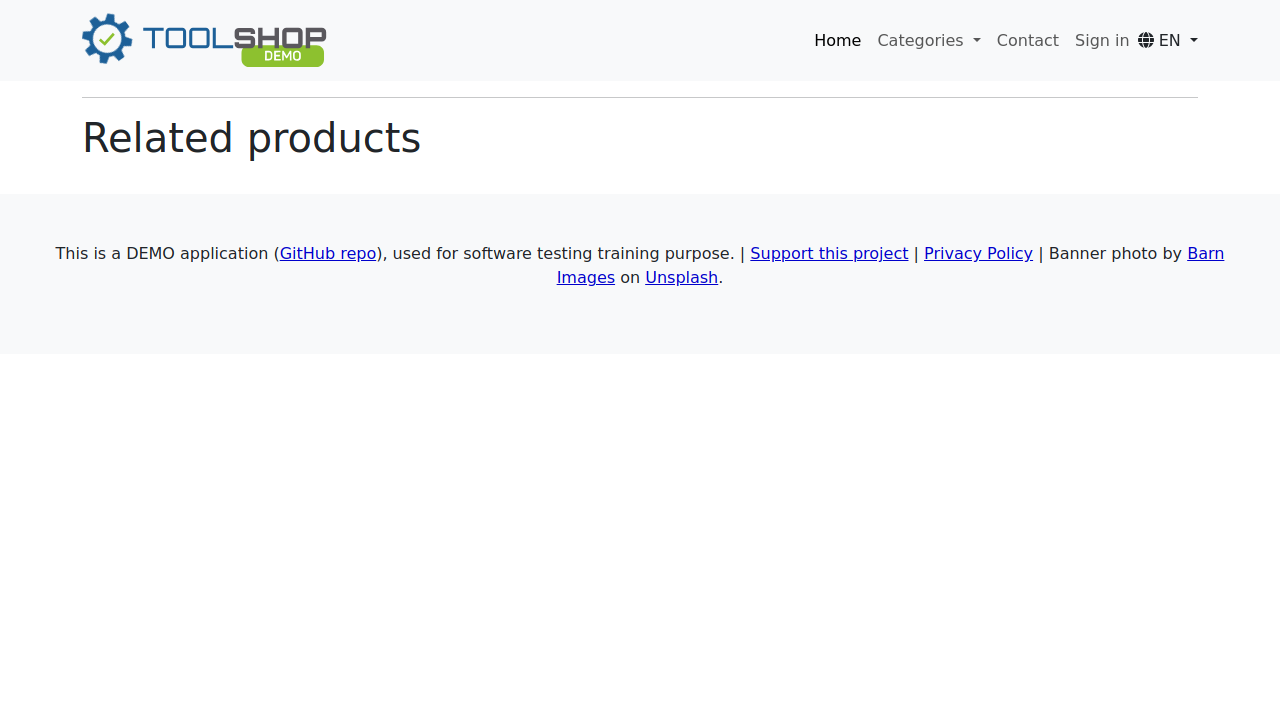 TOOLSHOP
DEMO
Home Categories Contact Sign in EN
Related products
This is a DEMO application (GitHub repo), used for software testing training purpose. | Support this project | Privacy Policy | Banner photo by Barn
Images on Unsplash.